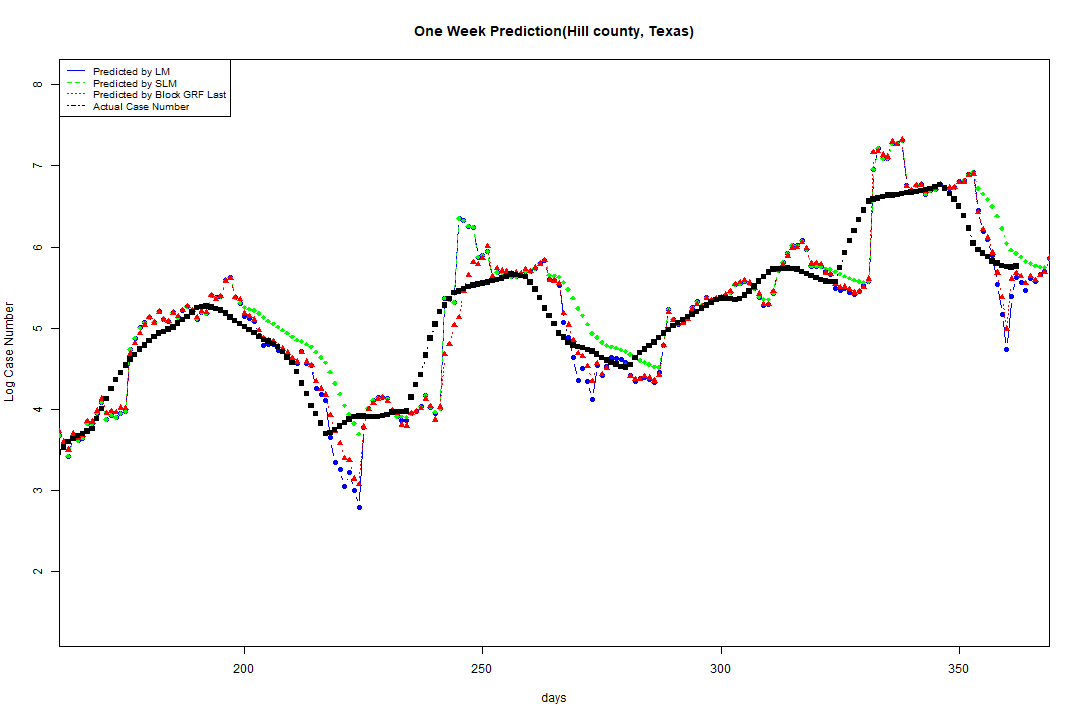 One Week Prediction(Hill county, Texas)
Predicted by LM
Predicted by SLM
Predicted by Block GRF Last
Actual Case Number
8
7
6
5
4
3
2
Log Case Number
200 250 300 350
days